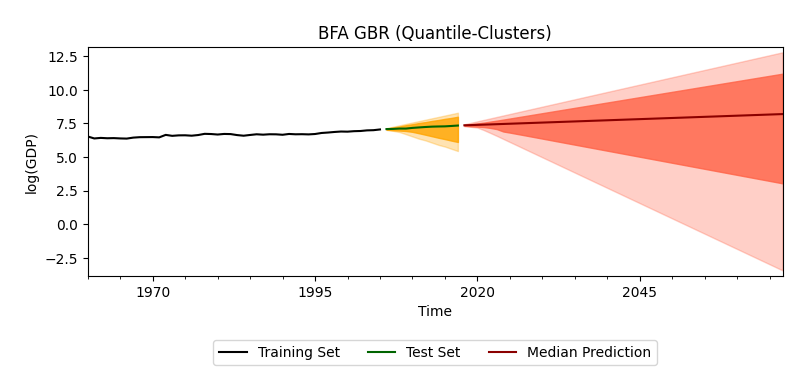 BFA GBR (Quantile-Clusters)
12.5
10.0
7.5
5.0
2.5
0.0
−2.5
log(GDP)
1970 1995 2020 2045
Time
Training Set Test Set Median Prediction